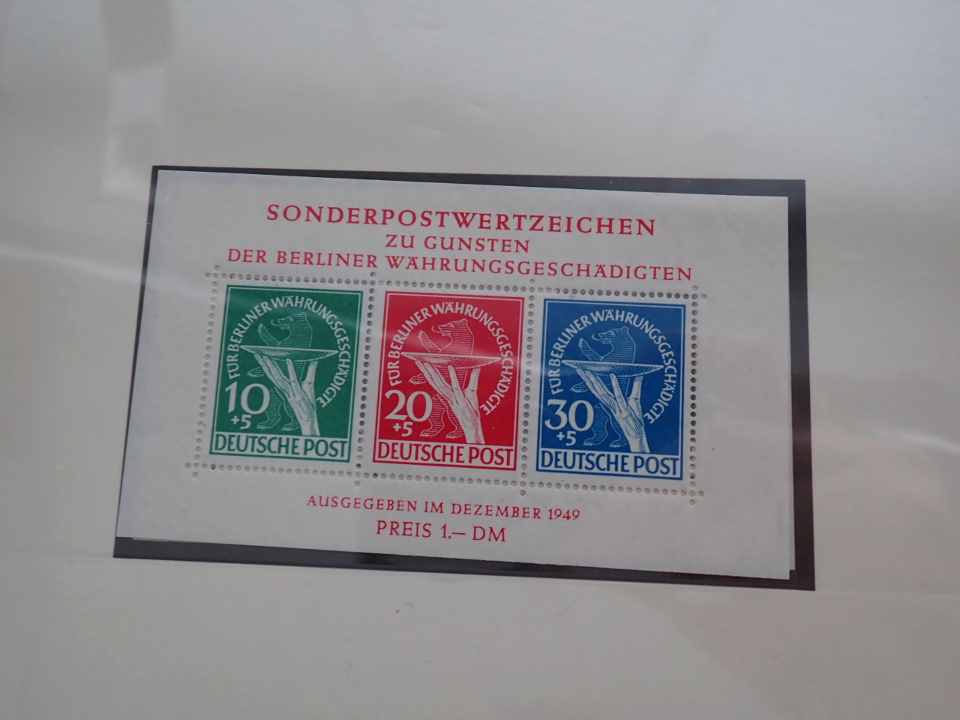 SONDERPOSTWERTZEICHEN
ZU GUNSTEN
DER BERLINER WÄHRUNGSGESCHÄDIGTEN
FÜR BERLINER WÄHRUNGSGESCHÄDIGTE
10
+5
DEUTSCHE POST
FÜR BERLINER WÄHRUNGSGESCHÄDIGTE
20
+5
DEUTSCHE POST
FÜR BERLINER WÄHRUNGSGESCHÄDIGTE
30
+5
DEUTSCHE POST
AUSGEGEBEN IM DEZEMBER 1949
PREIS 1.– DM